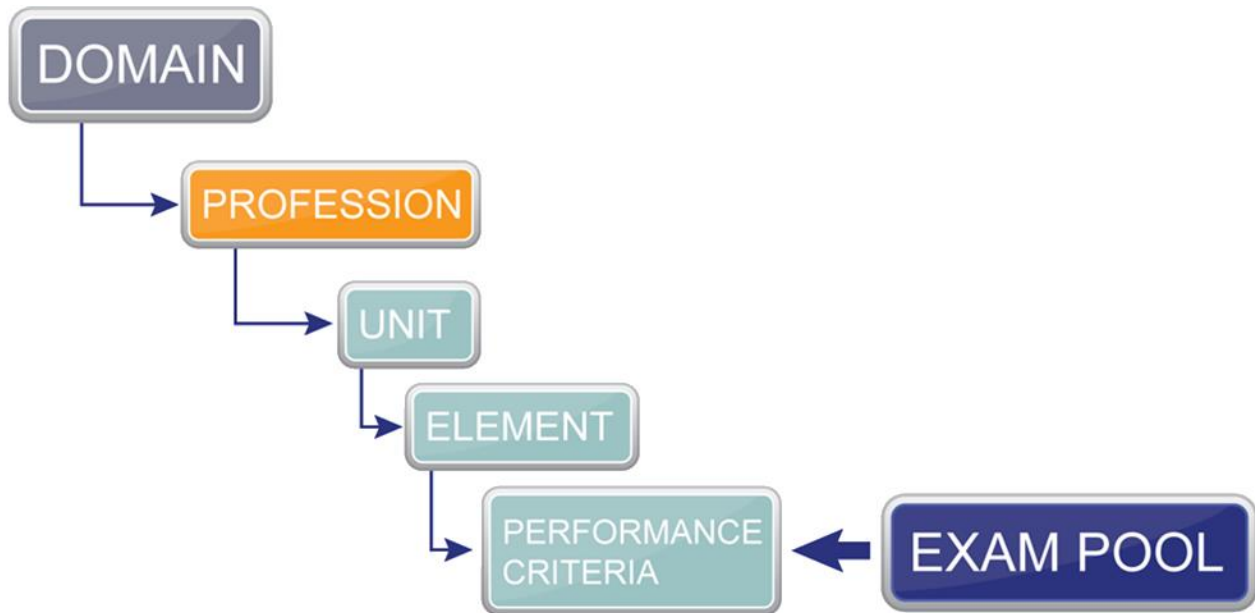 DOMAIN
PROFESSION
UNIT
ELEMENT
PERFORMANCE
CRITERIA
EXAM POOL